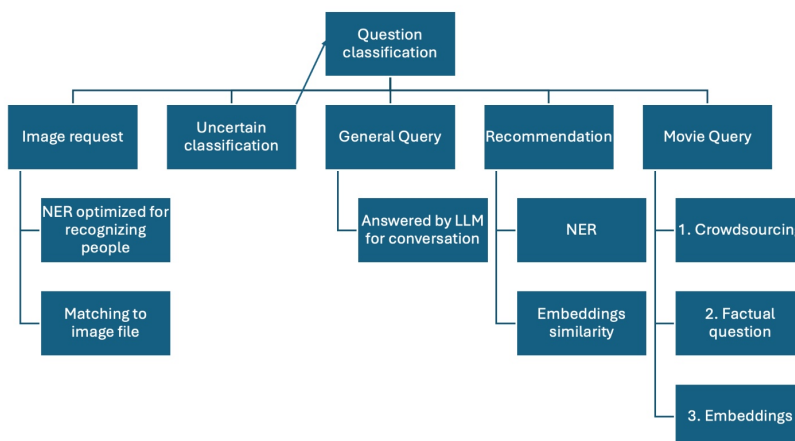 Question
classification
Image request
Uncertain
classification
General Query
Recommendation
Movie Query
NER optimized for
recognizing
people
Matching to
image file
Answered by LLM
for conversation
NER
Embeddings
similarity
1. Crowdsourcin
2. Factual
question
3. Embeddings